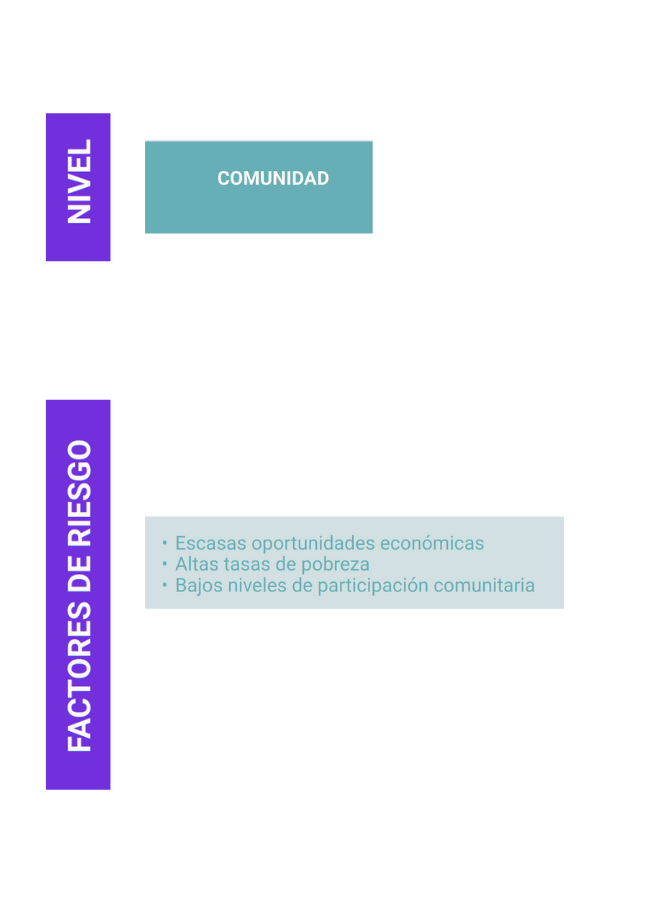 NIVEL
COMUNIDAD
FACTORES DE RIESGO
• Escasas oportunidades económicas
• Altas tasas de pobreza
• Bajos niveles de participación comunitaria